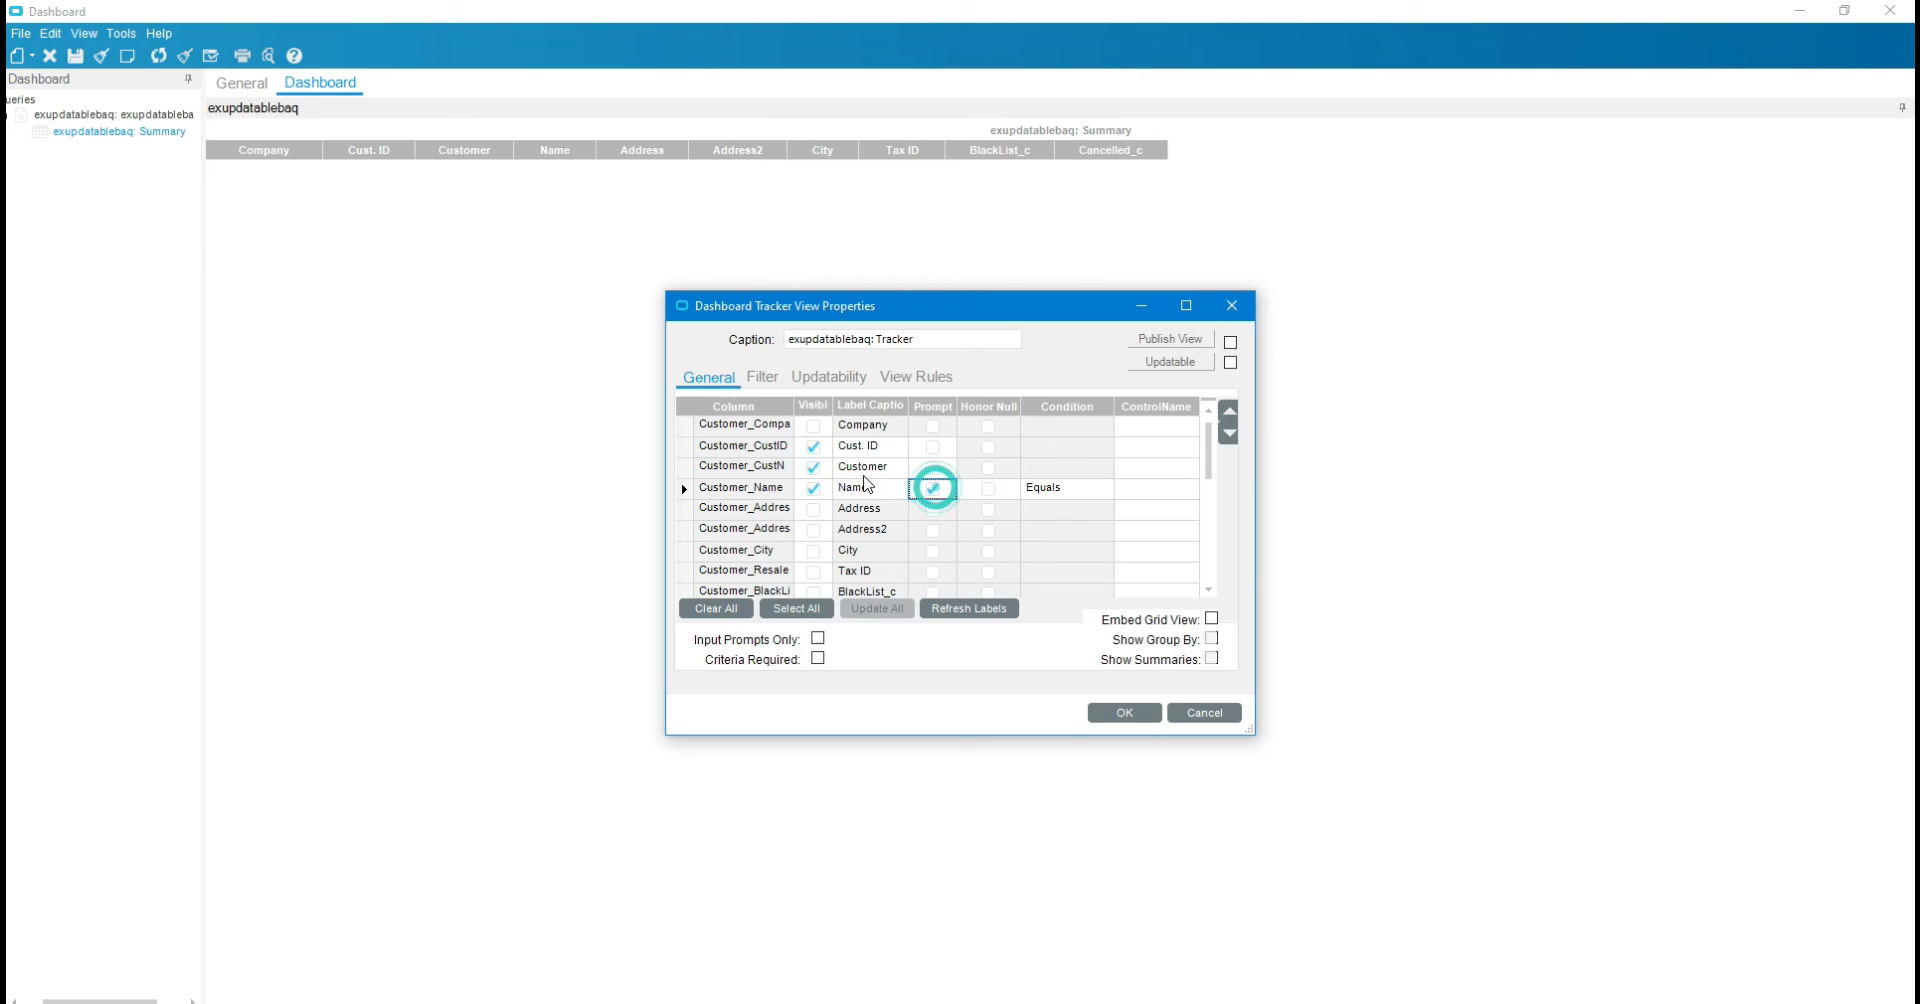 Dashboard
File Edit View Tools Help
Dashboard
General Dashboard
ueries
exupdatablebaq: exupdatableba
exupdatablebaq: Summary
exupdatablebaq
exupdatablebaq: Summary
Company Cust. ID Customer Name Address Address2 City Tax ID BlackList_c Cancelled_c
Dashboard Tracker View Properties
Caption: exupdatablebaq: Tracker
Publish View
Updatable
General Filter Updatability View Rules
Column Visibl Label Captio Prompt Honor Null Condition ControlName
Customer_Compa Company
Customer_CustID Cust. ID
Customer_CustN Customer
Customer_Name Name Equals
Customer_Addres Address
Customer_Addres Address2
Customer_City City
Customer_Resale Tax ID
Customer_BlackLi BlackList_c
Clear All Select All Update All Refresh Labels
Embed Grid View:
Input Prompts Only: Show Group By:
Criteria Required: Show Summaries:
OK Cancel